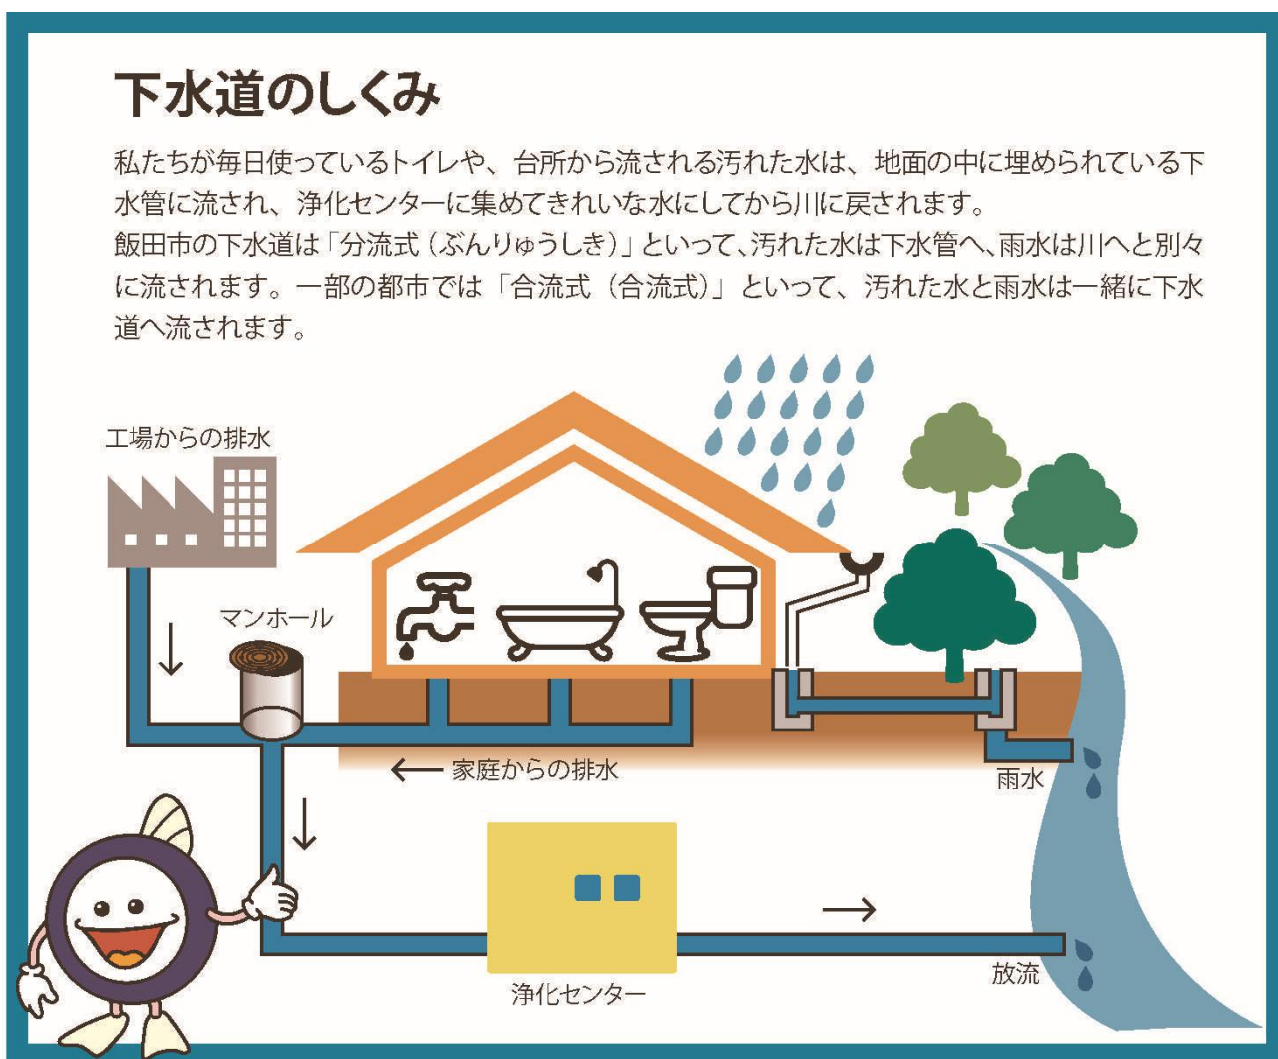 下水道のしくみ
私たちが毎日使っているトイレや、台所から流される汚れた水は、地面の中に埋められている下
水管に流され、浄化センターに集めてきれいな水にしてから川に戻されます。
飯田市の下水道は「分流式（ぶんりゅうしき）」といって、汚れた水は下水管へ、雨水は川へと別々
に流されます。一部の都市では「合流式（合流式）」といって、汚れた水と雨水は一緒に下水
道へ流されます。
工場からの排水
マンホール
家庭からの排水
雨水
浄化センター
放流